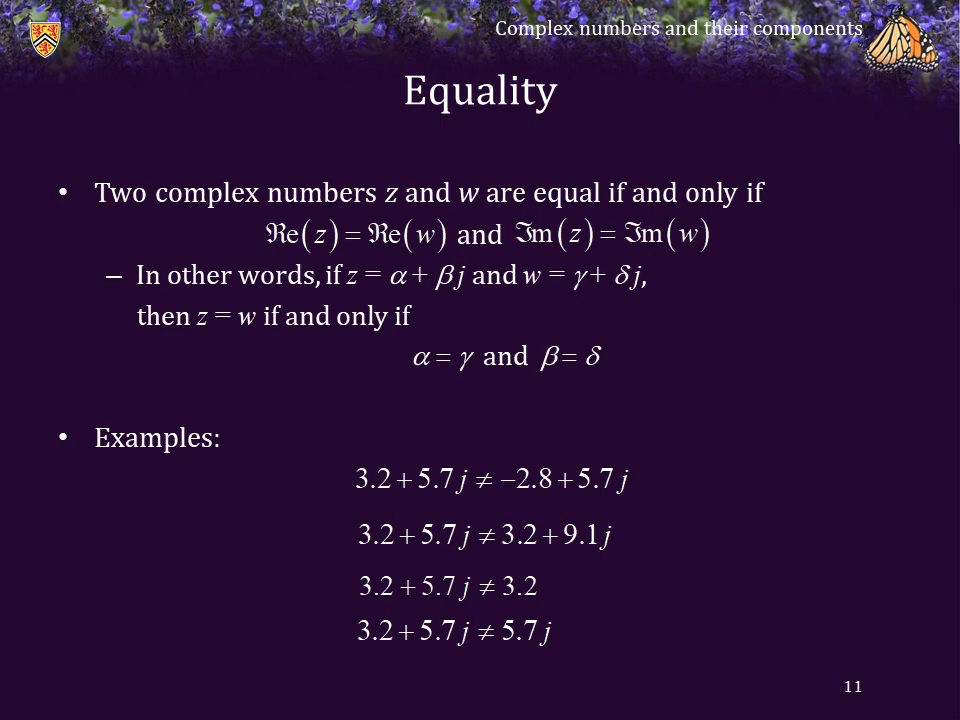 Complex numbers and their components
Equality
• Two complex numbers z and w are equal if and only if
ℜe(z) = ℜe(w) and ℑm(z) = ℑm(w)
– In other words, if z = α + β j and w = γ + δ j,
then z = w if and only if
α = γ and β = δ
• Examples:
3.2 + 5.7 j ≠ −2.8 + 5.7 j
3.2 + 5.7 j ≠ 3.2 + 9.1 j
3.2 + 5.7 j ≠ 3.2
3.2 + 5.7 j ≠ 5.7 j
11